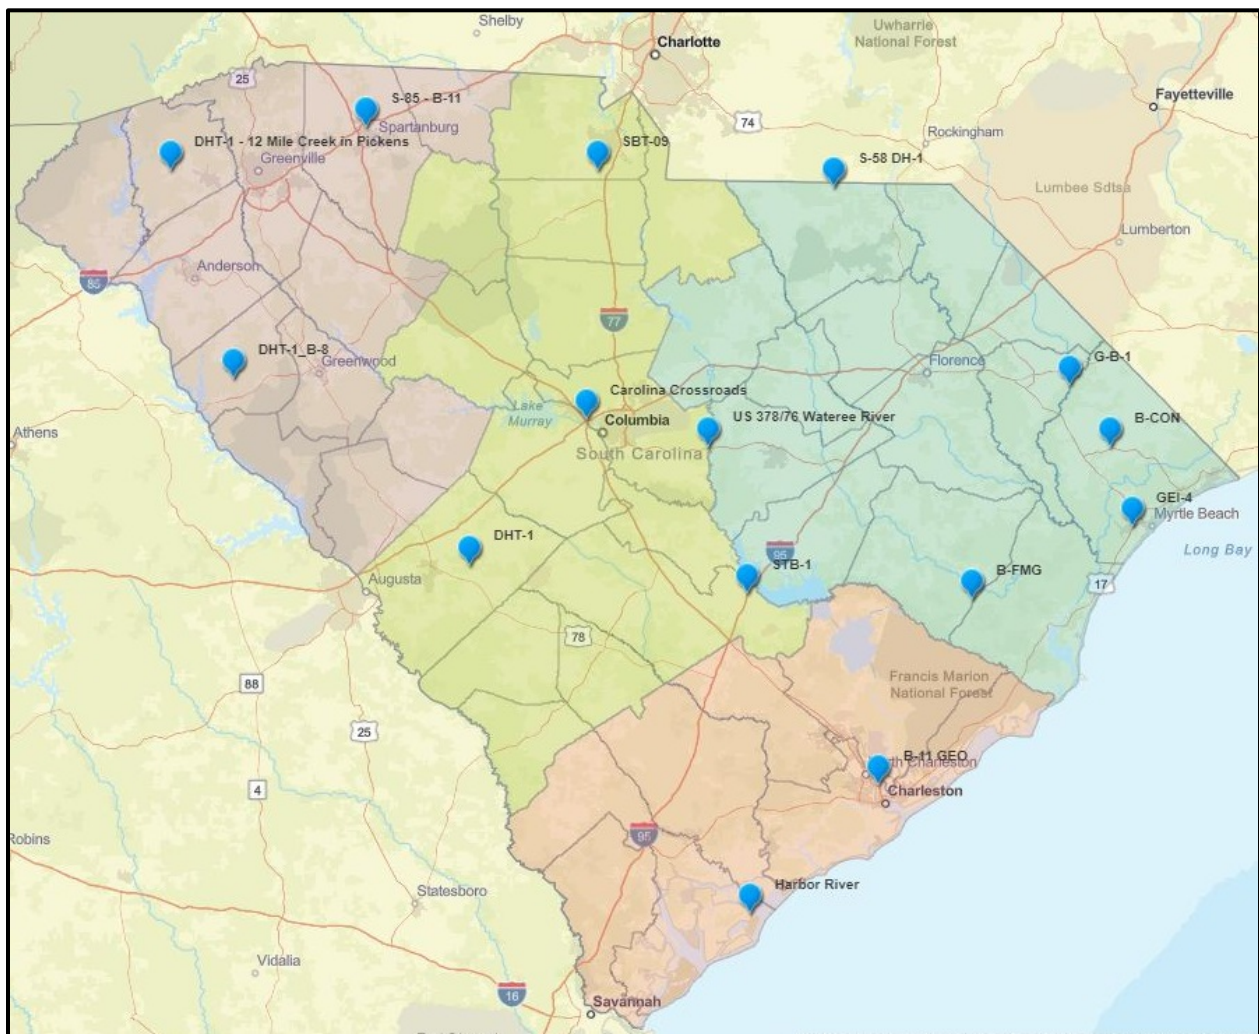 Shelby
Charlotte
Uwharrie
National Forest
25
S-85 - B-11
Fayetteville
Spartanburg
74
Rockingham
DHT-1 - 12 Mile Creek in Pickens
SBT-09
S-58 DH-1
Greenville
Lumbee Sdtsa
Lumberton
Anderson
85
77
DHT-1_B-8
Greenwood
Florence
G-B-1
Carolina Crossroads
Lake
Murray
Columbia
US 378/76 Wateree River
B-CON
Athens
South Carolina
GEI-4
Myrtle Beach
DHT-1
95
Long Bay
STB-1
B-FMG
Augusta
17
78
88
Francis Marion
National Forest
25
B-11 GEO
rth Charleston
4
Charleston
95
Robins
Harbor River
Statesboro
Vidalia
16
Savannah